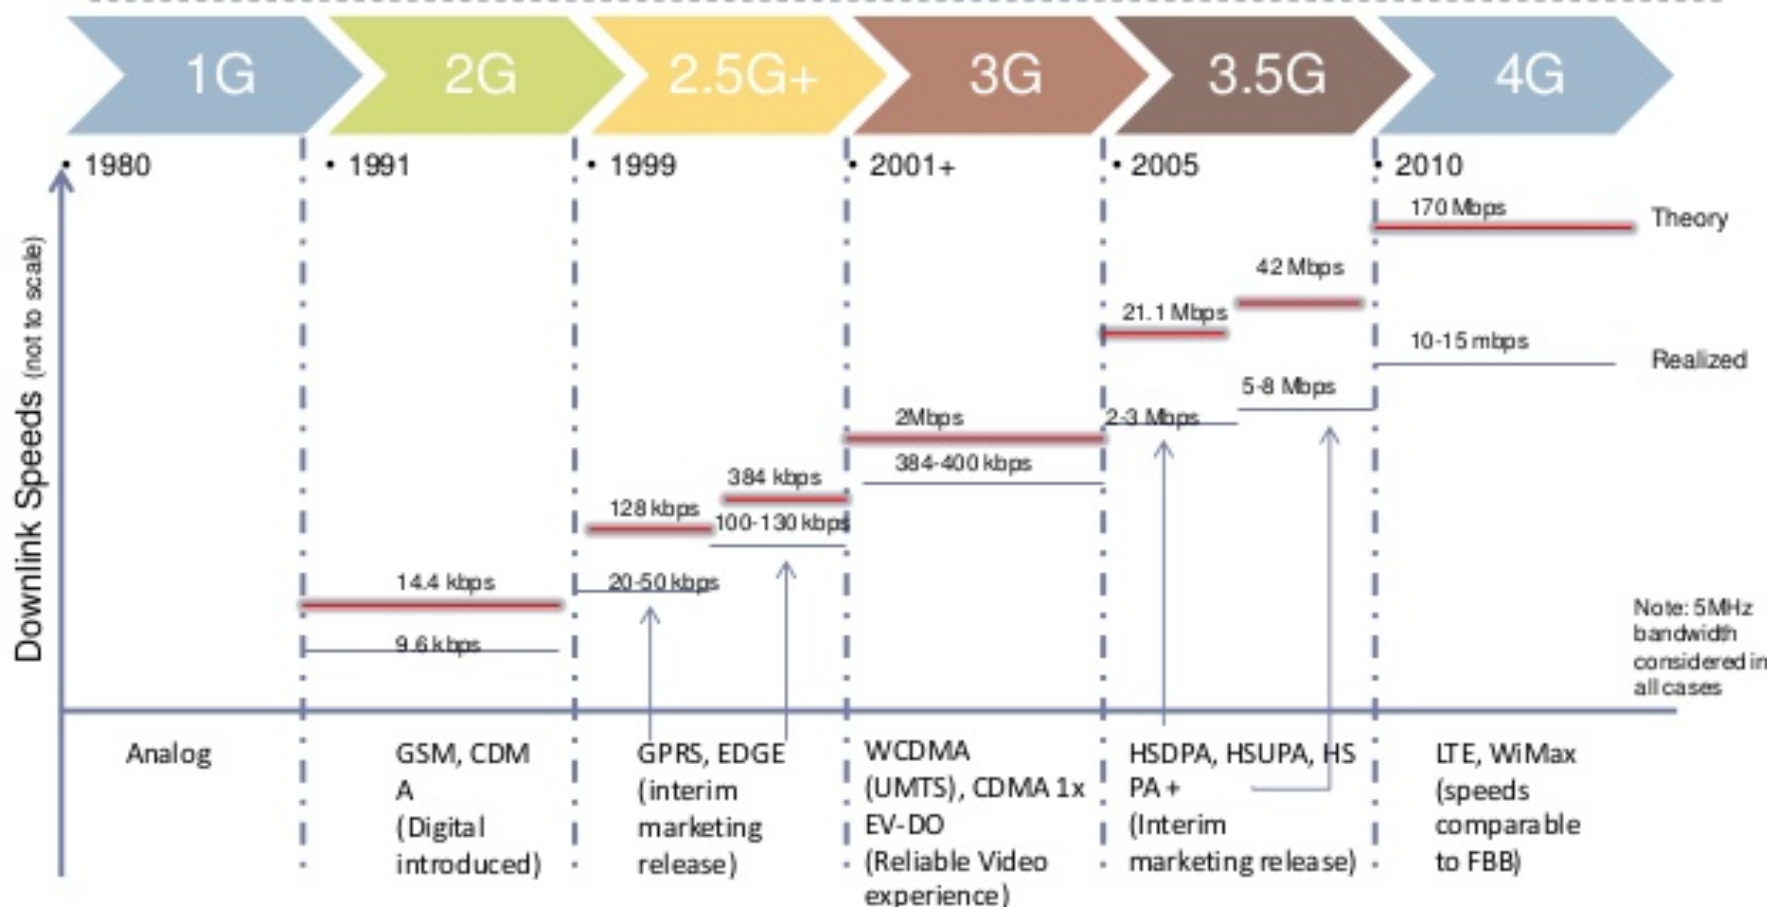 1G
2G
2.5G+
3G
3.5G
4G
• 1980
• 1991
• 1999
• 2001+
• 2005
• 2010
Downlink Speeds (not to scale)
170 Mbps
Theory
42 Mbps
21.1 Mbps
10-15 mbps
Realized
5-8 Mbps
2-3 Mbps
2Mbps
384-400 kbps
384 kbps
128 kbps
100-130 kbps
14.4 kbps
20-50 kbps
9.6 kbps
Note: 5MHz
bandwidth
considered in
all cases
Analog
GSM, CDM
A
(Digital
introduced)
GPRS, EDGE
(interim
marketing
release)
WCDMA
(UMTS), CDMA 1x
EV-DO
(Reliable Video
experience)
HSDPA, HSUPA, HS
PA +
(Interim
marketing release)
LTE, WiMax
(speeds
comparable
to FBB)